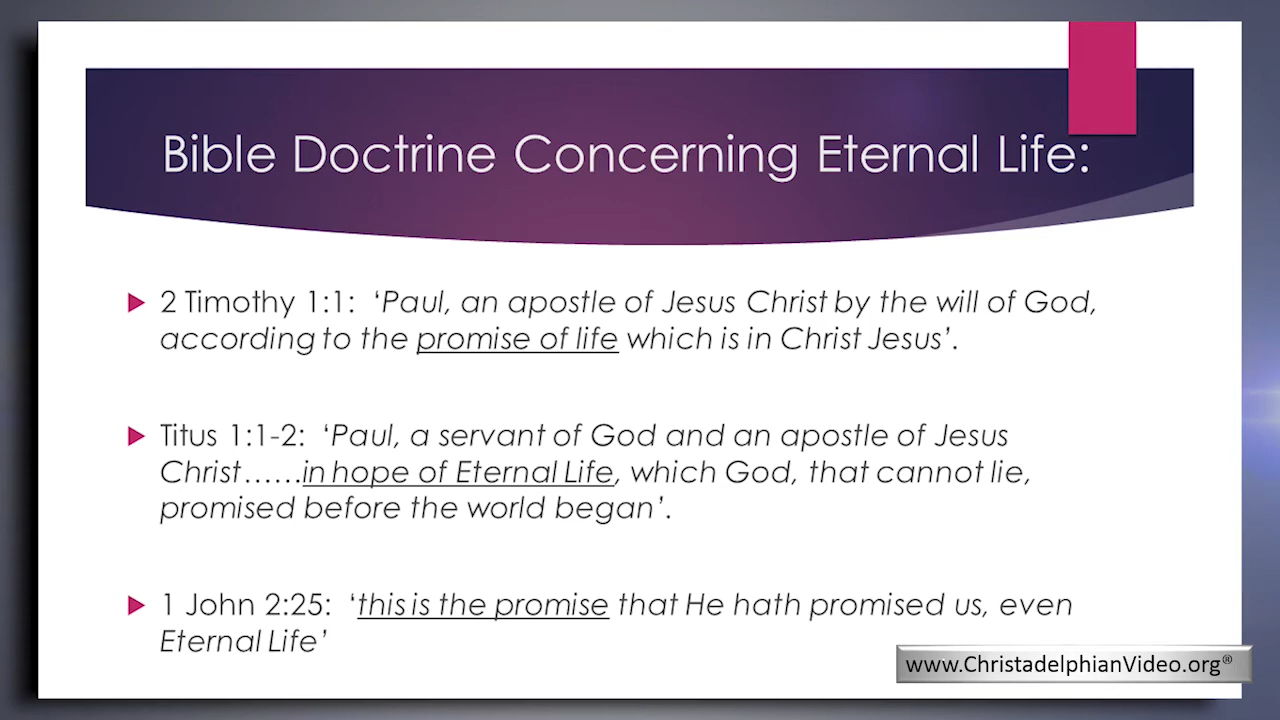 Bible Doctrine Concerning Eternal Life:
2 Timothy 1:1: ‘Paul, an apostle of Jesus Christ by the will of God,
according to the promise of life which is in Christ Jesus’.
Titus 1:1-2: ‘Paul, a servant of God and an apostle of Jesus
Christ……in hope of Eternal Life, which God, that cannot lie,
promised before the world began’.
1 John 2:25: ‘this is the promise that He hath promised us, even
Eternal Life’
www.ChristadelphianVideo.org®